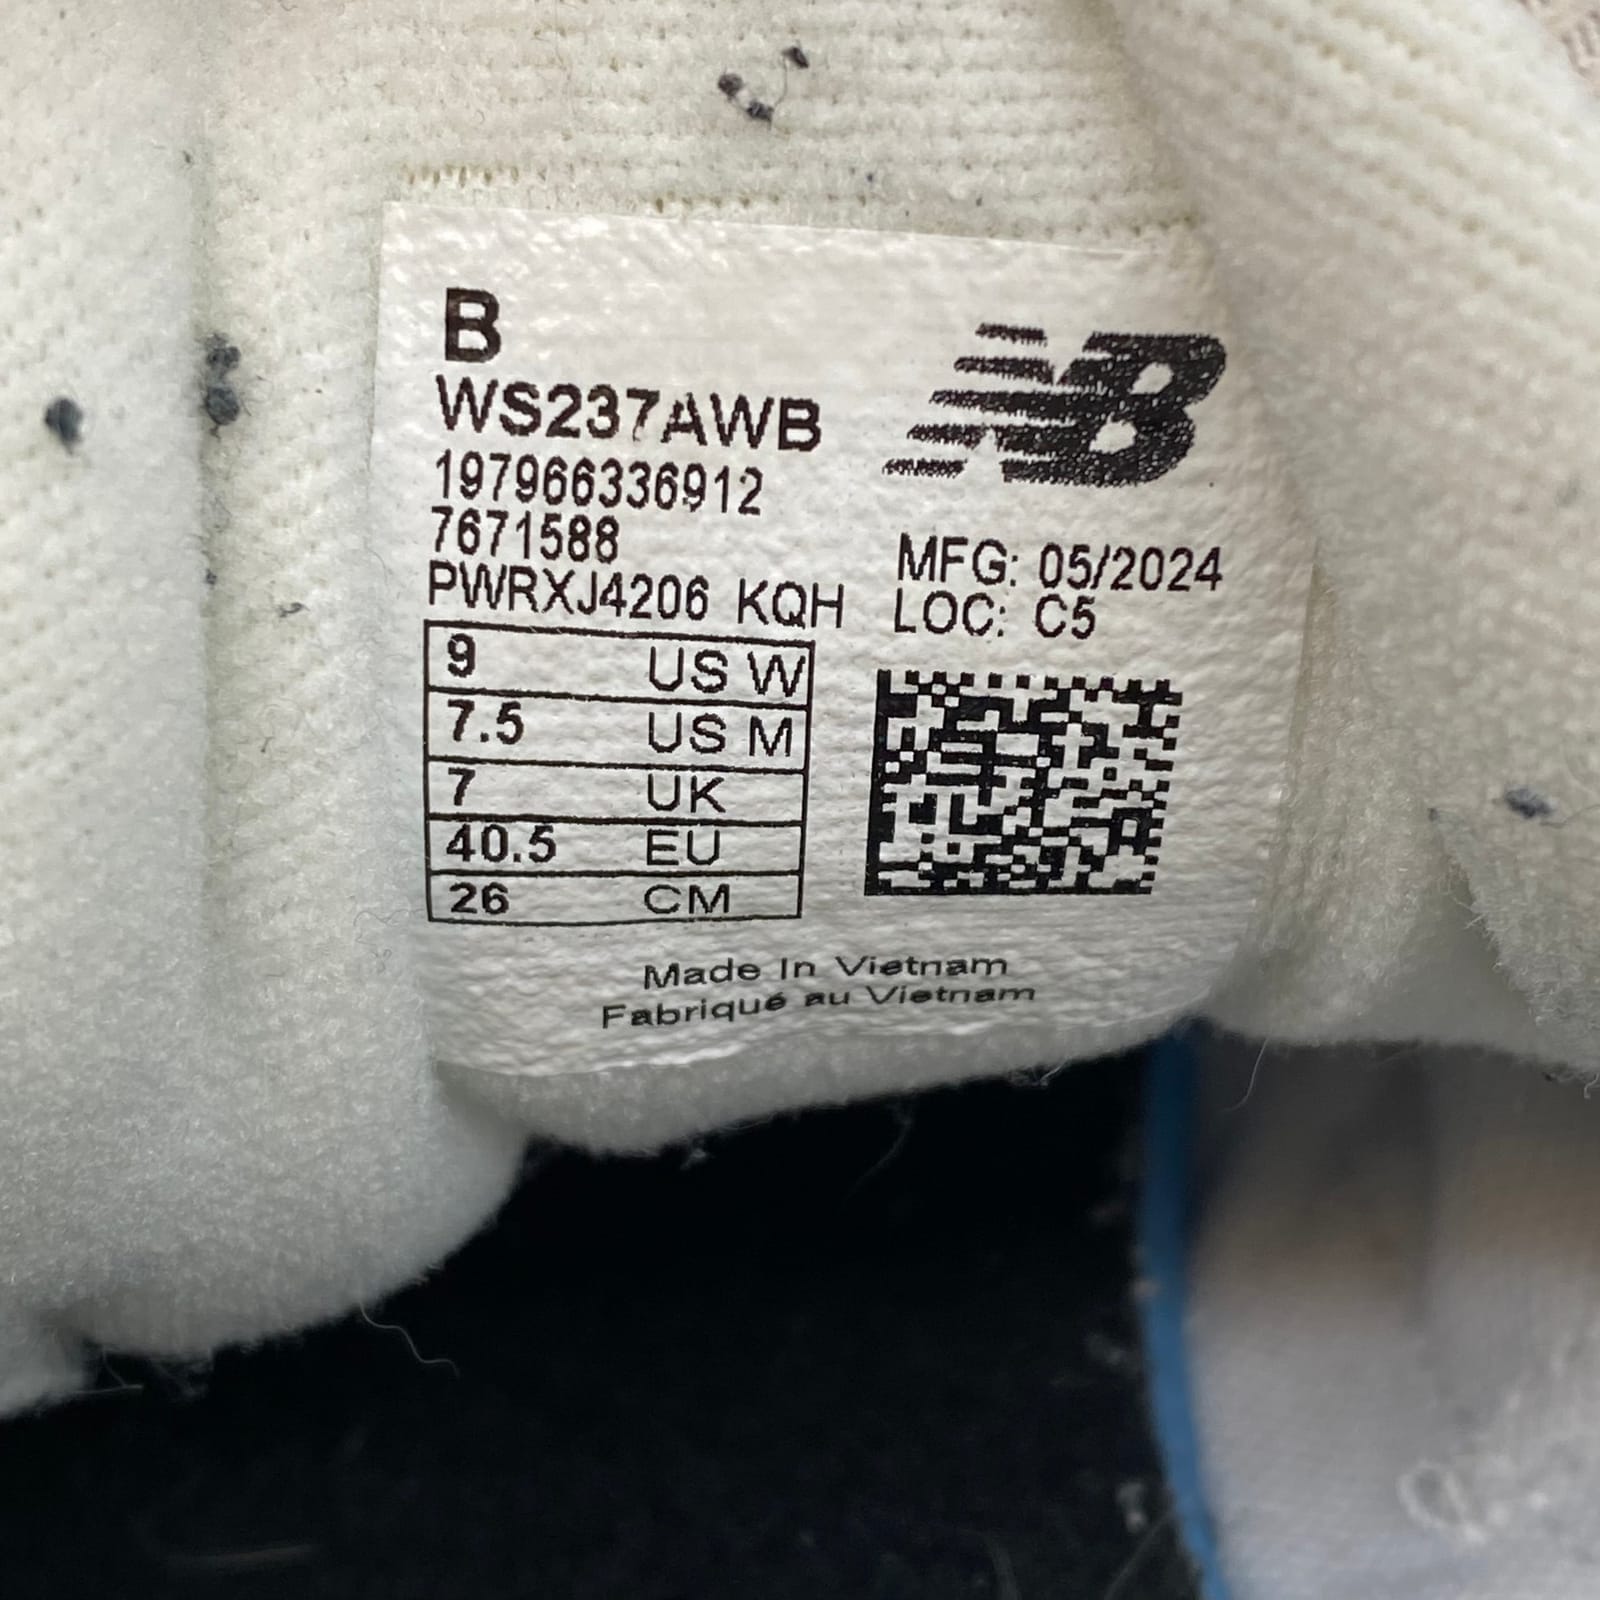 B
WS237AWB
197966336912
7671588
PWRXJ4206 KQH
NB
MFG: 05/2024
LOC: C5
9 US W
7.5 US M
7 UK
40.5 EU
26 CM
Made In Vietnam
Fabriqué au Vietnam